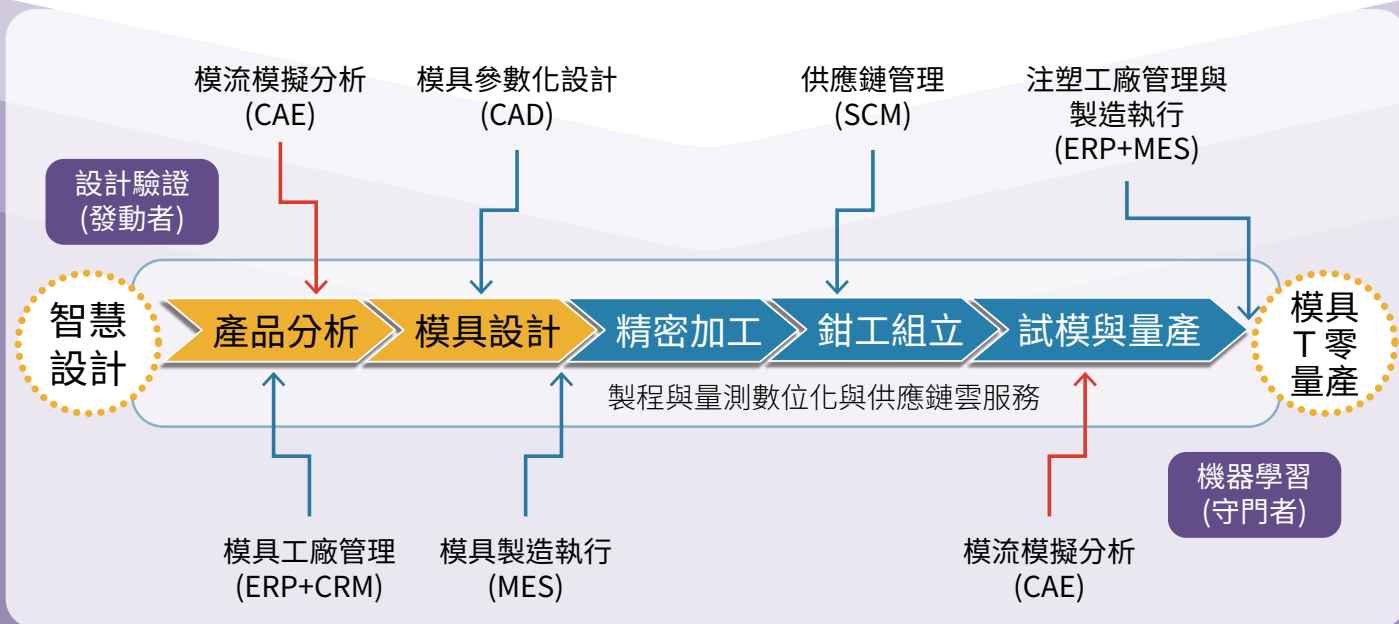 模流模擬分析
(CAE)
模具參數化設計
(CAD)
供應鏈管理
(SCM)
注塑工廠管理與
製造執行
(ERP+MES)
設計驗證
(發動者)
智慧
設計
產品分析
模具設計
精密加工
鉗工組立
試模與量產
模具
T 零
量產
製程與量測數位化與供應鏈雲服務
機器學習
(守門者)
模具工廠管理
(ERP+CRM)
模具製造執行
(MES)
模流模擬分析
(CAE)